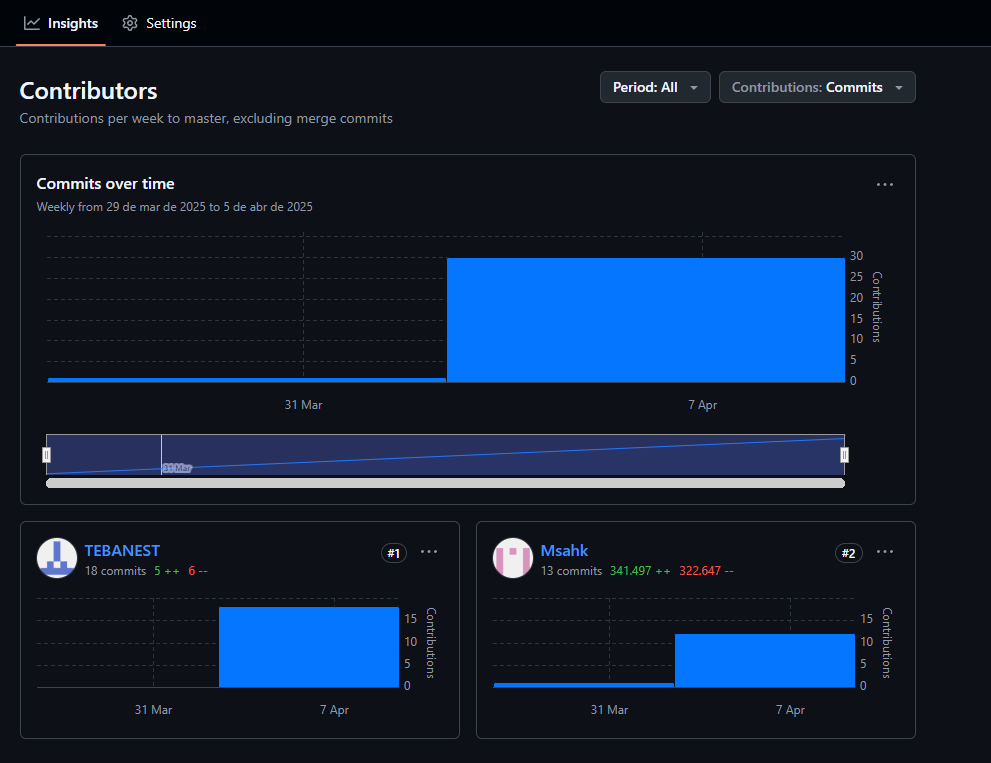 Insights Settings
Contributors
Period: All Contributions: Commits
Contributions per week to master, excluding merge commits
Commits over time
Weekly from 29 de mar de 2025 to 5 de abr de 2025
30
25
20
15
10
5
0
Contributions
31 Mar 7 Apr
31 Mar
TEBANEST #1
18 commits 5 ++ 6 --
15
10
5
0
Contributions
31 Mar 7 Apr
Msahk #2
13 commits 341.497 ++ 322.647 --
15
10
5
0
Contributions
31 Mar 7 Apr